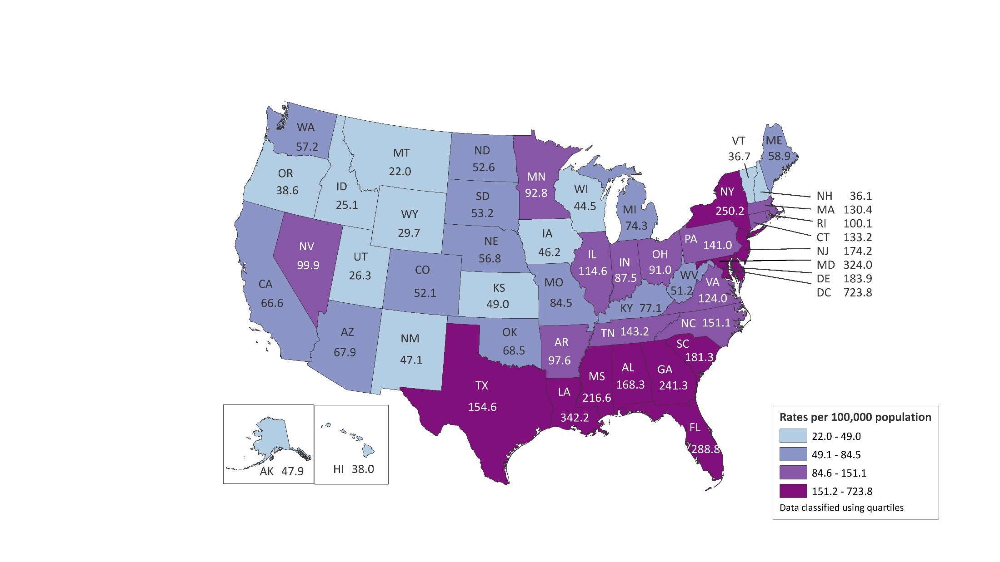 WA
57.2
OR
38.6
ID
25.1
MT
22.0
WY
29.7
ND
52.6
SD
53.2
NE
56.8
MN
92.8
WI
44.5
MI
74.3
IA
46.2
VT
36.7
ME
58.9
NY
250.2
NH 36.1
MA 130.4
RI 100.1
CT 133.2
NJ 174.2
MD 324.0
DE 183.9
DC 723.8
PA 141.0
CA
66.6
NV
99.9
UT
26.3
CO
52.1
KS
49.0
MO
84.5
IL
114.6
IN
87.5
OH
91.0
WV
51.2
VA
124.0
KY 77.1
NC 151.1
TN 143.2
SC
181.3
AZ
67.9
NM
47.1
OK
68.5
AR
97.6
TX
154.6
LA
342.2
MS
216.6
AL
168.3
GA
241.3
FL
288.8
AK 47.9
HI 38.0
Rates per 100,000 population
22.0 - 49.0
49.1 - 84.5
84.6 - 151.1
151.2 - 723.8
Data classified using quartiles